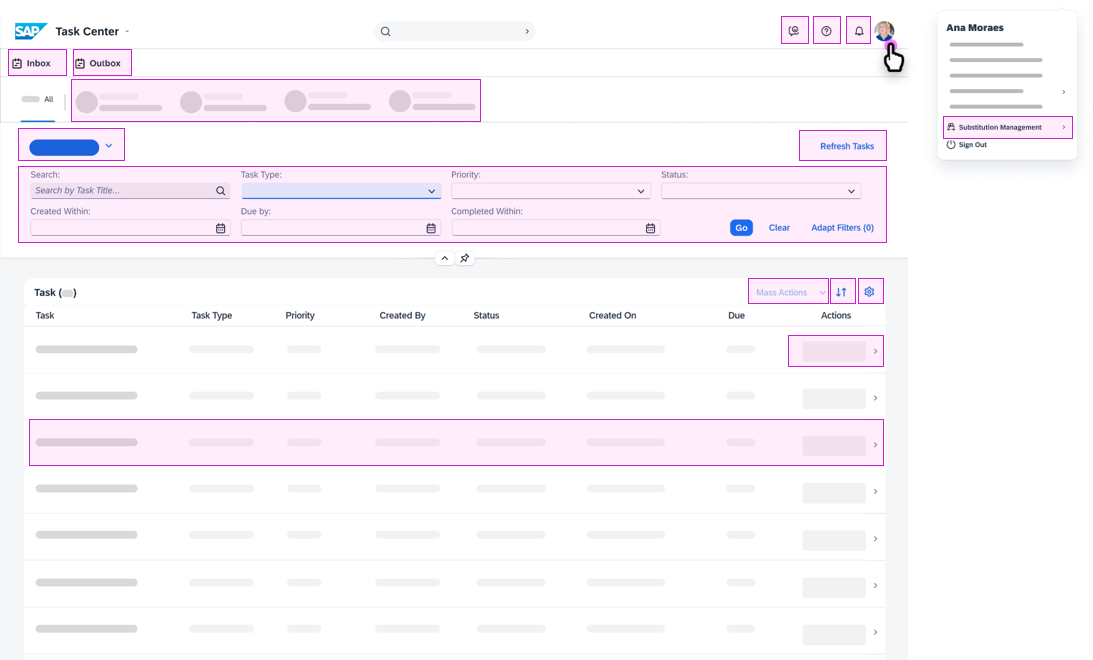 SAP Task Center
Ana Moraes
Inbox Outbox
All
Substitution Management
Sign Out
Refresh Tasks
Search: Task Type: Priority: Status:
Search by Task Title...
Created Within: Due by: Completed Within:
Go Clear Adapt Filters (0)
Task ( ) Mass Actions
Task Task Type Priority Created By Status Created On Due Actions